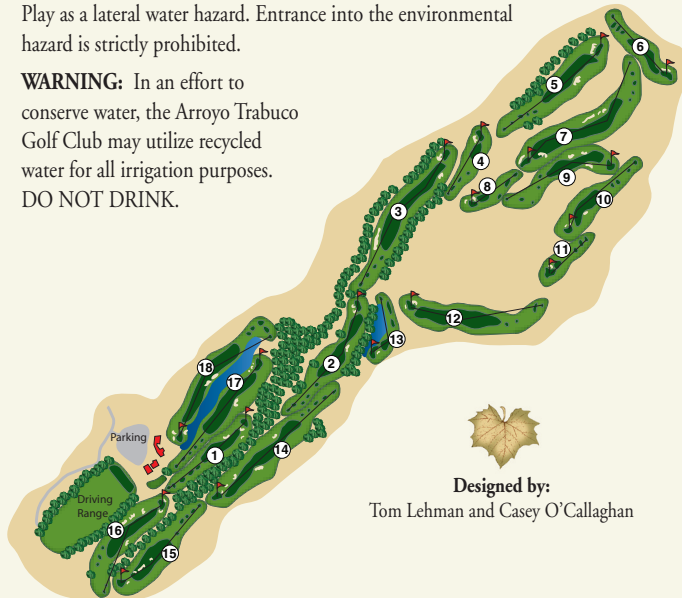 Play as a lateral water hazard. Entrance into the environmental
hazard is strictly prohibited.
WARNING: In an effort to
conserve water, the Arroyo Trabuco
Golf Club may utilize recycled
water for all irrigation purposes.
DO NOT DRINK.
6
5
7
4
9
8
10
3
11
12
13
2
18
17
14
1
Parking
Driving
Range
16
15
Designed by:
Tom Lehman and Casey O'Callaghan